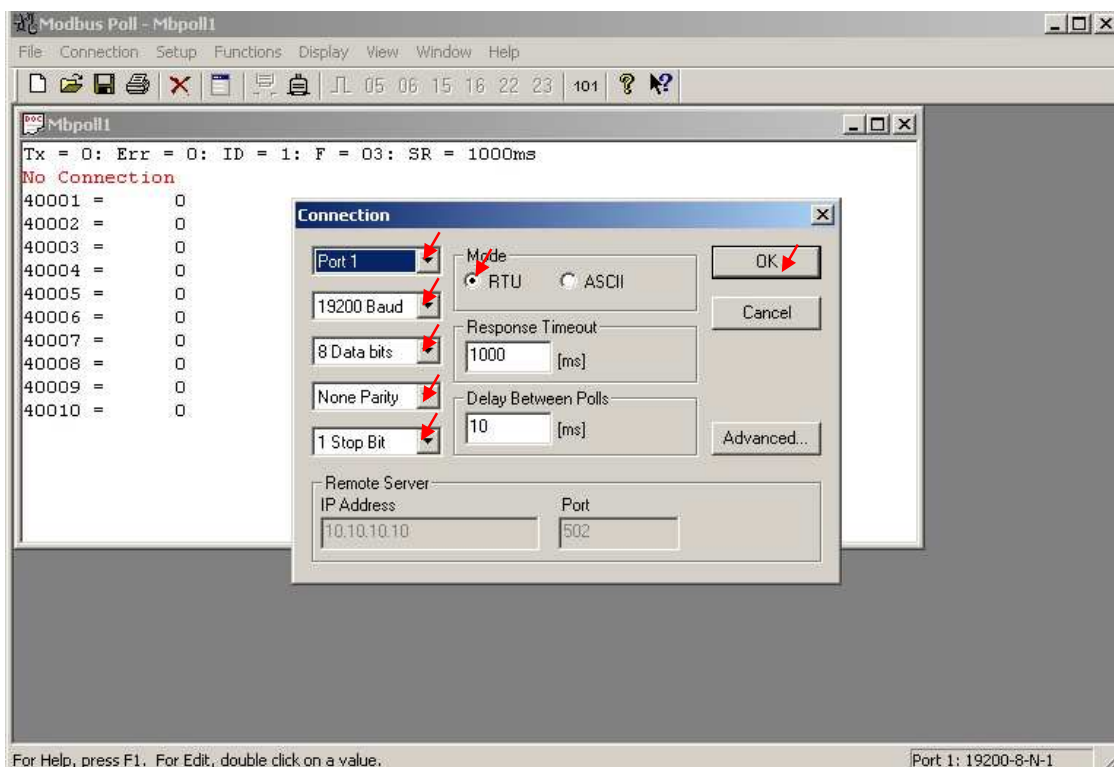 Modbus Poll - Mbpoll1
File Connection Setup Functions Display View Window Help
05 06 15 16 22 23 101
Mbpoll1
Tx = 0: Err = 0: ID = 1: F = 03: SR = 1000ms
No Connection
40001 = 0
40002 = 0
40003 = 0
40004 = 0
40005 = 0
40006 = 0
40007 = 0
40008 = 0
40009 = 0
40010 = 0
Connection
Port 1
19200 Baud
8 Data bits
None Parity
1 Stop Bit
Mode
RTU ASCII
Response Timeout
1000 [ms]
Delay Between Polls
10 [ms]
OK
Cancel
Advanced...
Remote Server
IP Address Port
10.10.10.10 502
For Help, press F1. For Edit, double click on a value.
Port 1: 19200-8-N-1